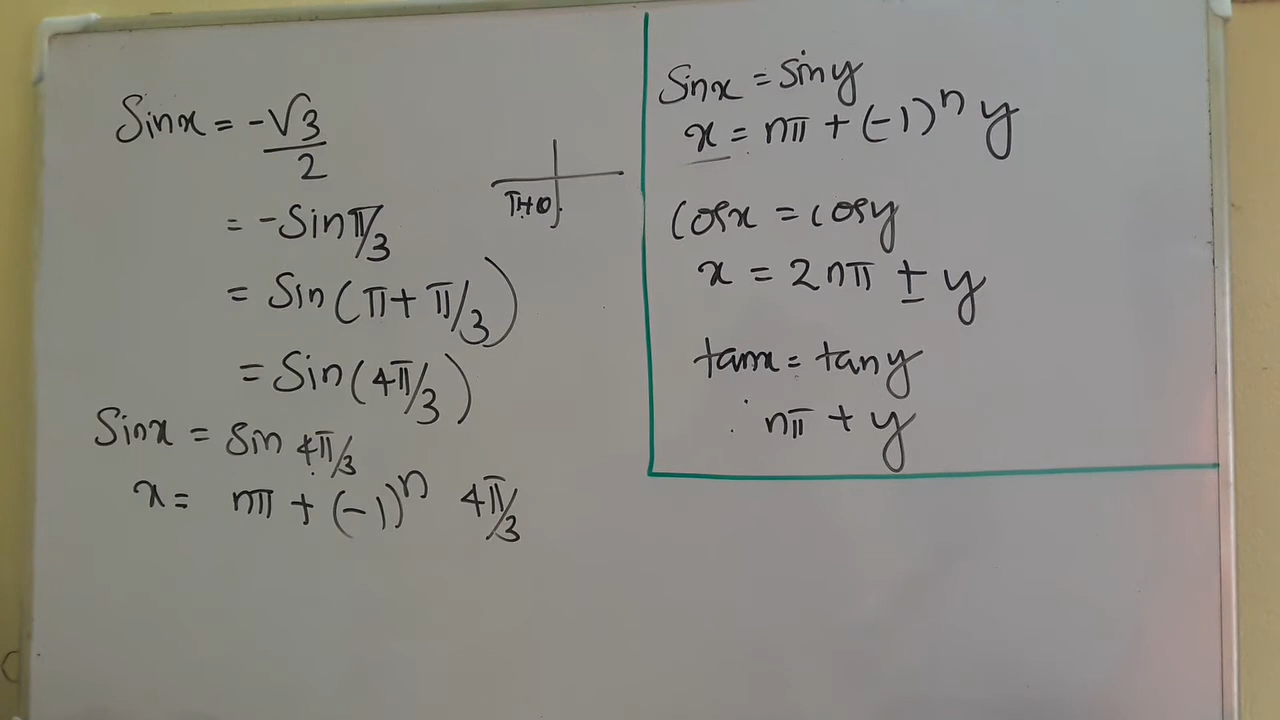 Sinx = -√3/2
= -Sin π/3
= Sin(π + π/3)
= Sin(4π/3)
Sinx = Sin 4π/3
x = nπ + (-1)ⁿ 4π/3
π+θ
Sinx = Siny
x = nπ + (-1)ⁿ y
Cosx = cosy
x = 2nπ ± y
tanx = tany
nπ + y